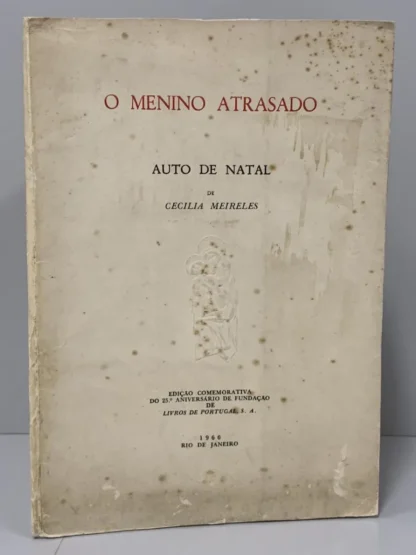 O MENINO ATRASADO
AUTO DE NATAL
DE
CECILIA MEIRELES
EDIÇÃO COMEMORATIVA
DO 25.º ANIVERSÁRIO DE FUNDAÇÃO
DE
LIVROS DE PORTUGAL, S. A.
1966
RIO DE JANEIRO